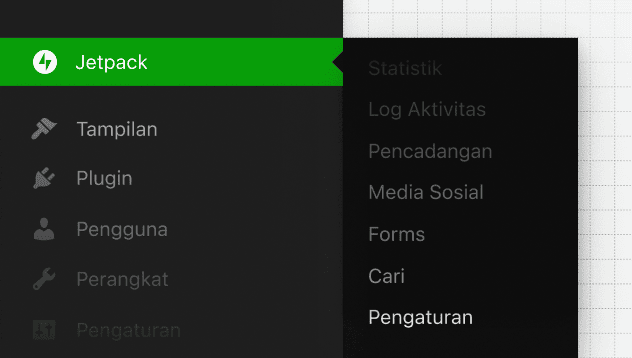 Jetpack
Tampilan
Plugin
Pengguna
Perangkat
Pengaturan
Statistik
Log Aktivitas
Pencadangan
Media Sosial
Forms
Cari
Pengaturan